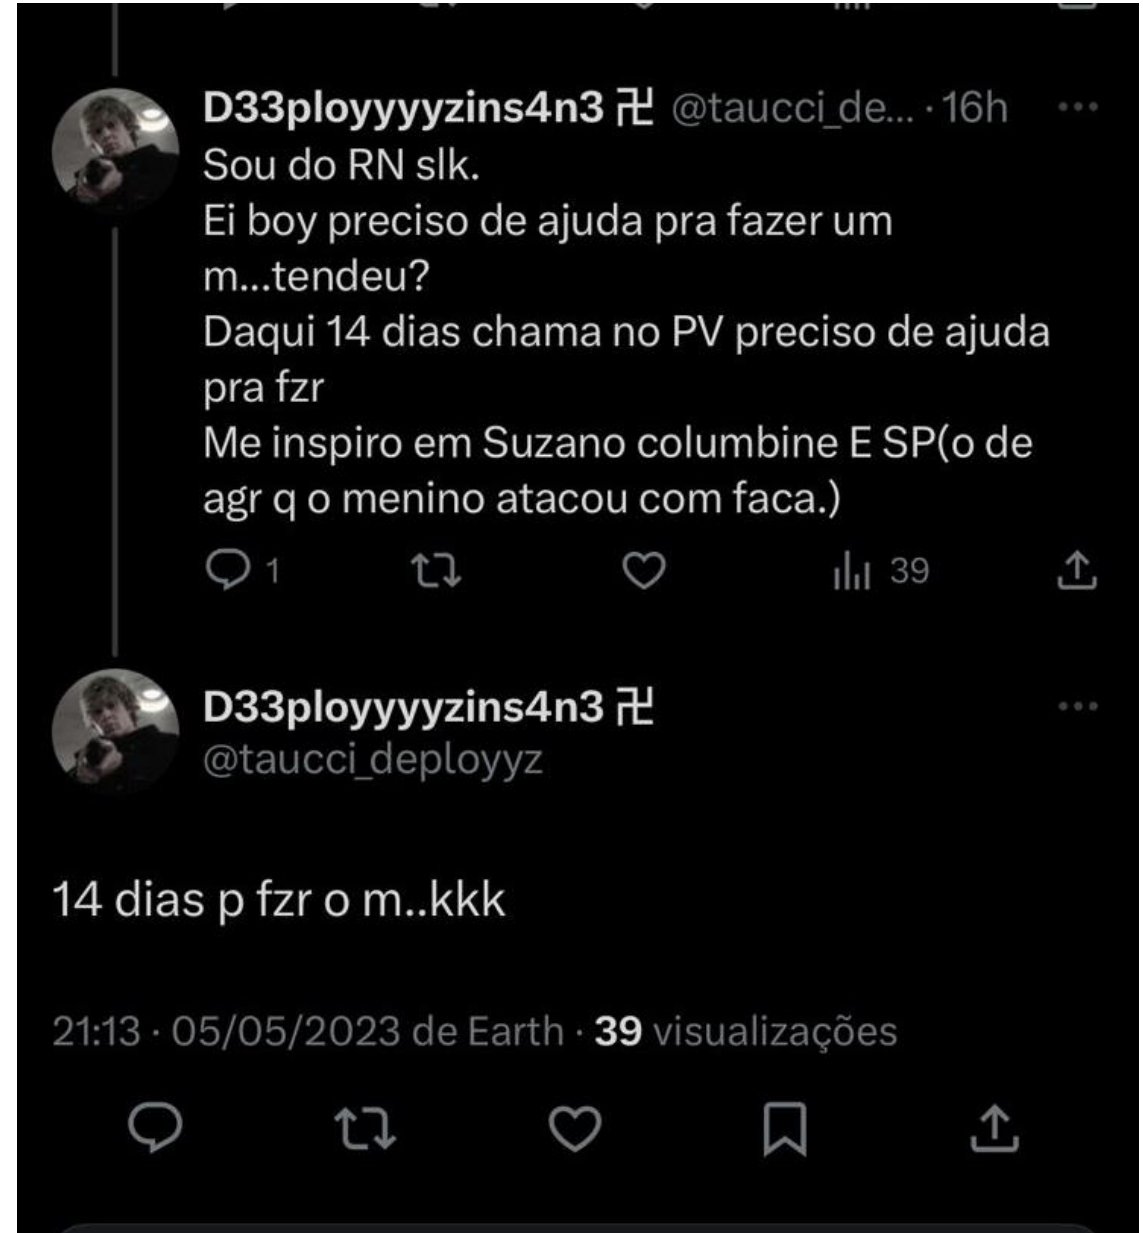 D33ployyyyzins4n3 卍 @taucci_de... · 16h
Sou do RN slk.
Ei boy preciso de ajuda pra fazer um
m...tendeu?
Daqui 14 dias chama no PV preciso de ajuda
pra fzr
Me inspiro em Suzano columbine E SP(o de
agr q o menino atacou com faca.)
1 39
D33ployyyyzins4n3 卍
@taucci_deployyz
14 dias p fzr o m..kkk
21:13 · 05/05/2023 de Earth · 39 visualizações